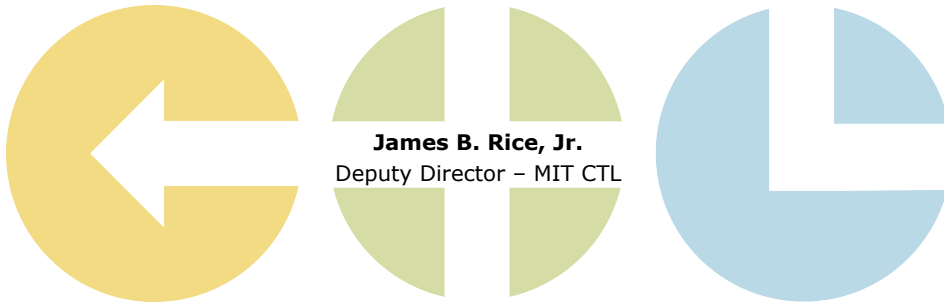 James B. Rice, Jr.
Deputy Director – MIT CTL